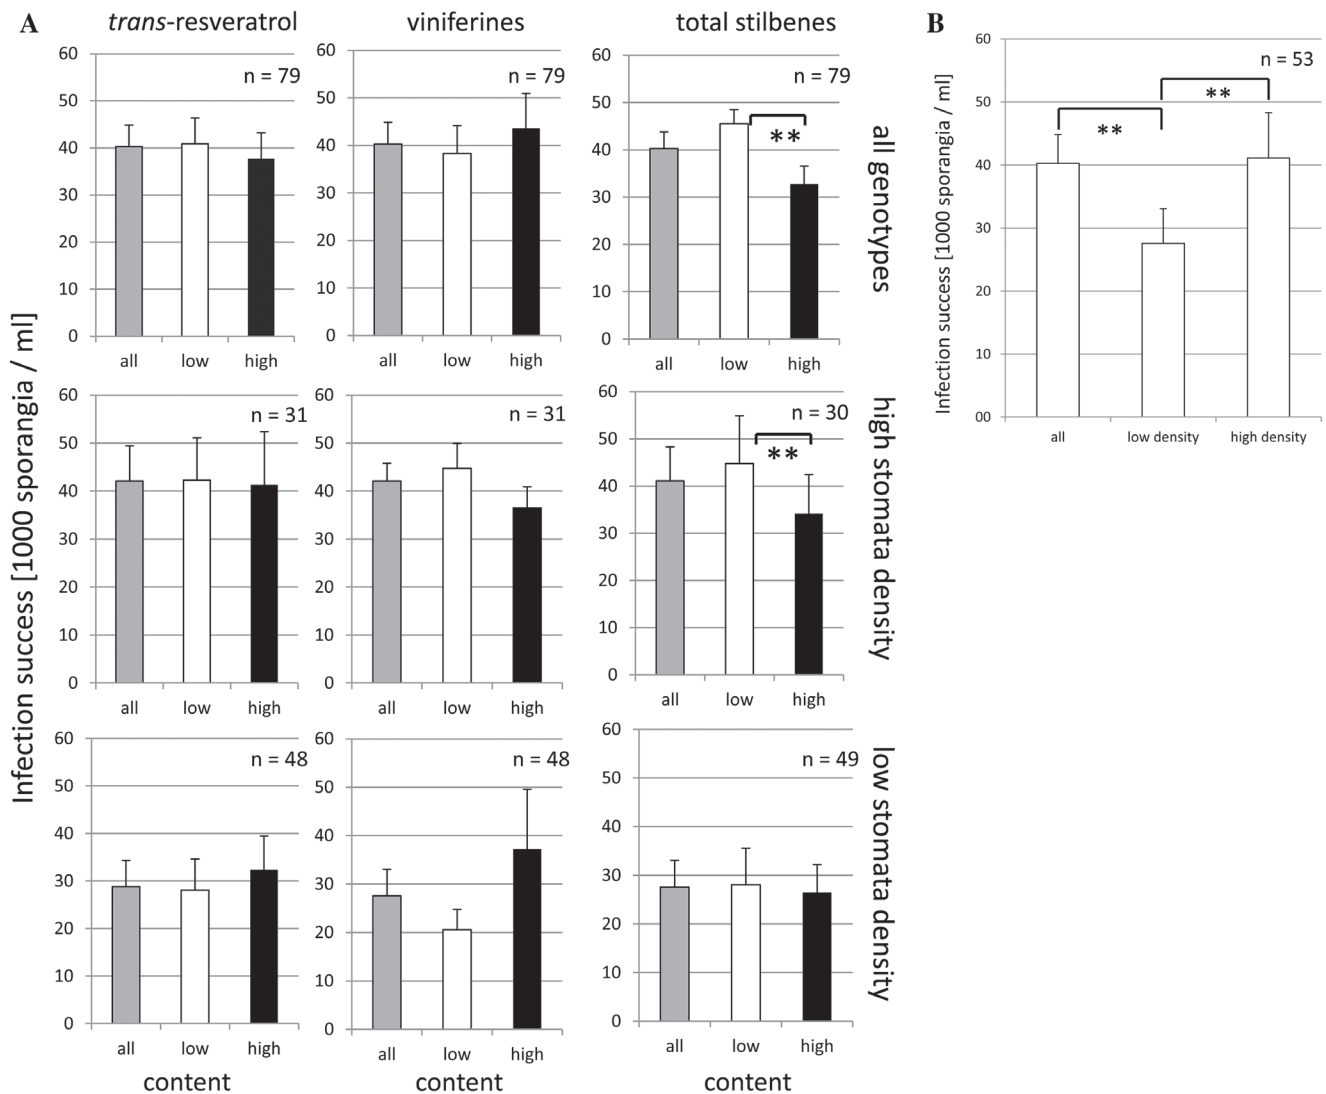 A
trans-resveratrol
viniferines
total stilbenes
Infection success [1000 sporangia / ml]
60
50
40
30
20
10
0
n = 79
all low high
60
50
40
30
20
10
0
n = 79
all low high
60
50
40
30
20
10
0
n = 79
**
all low high
all genotypes
60
50
40
30
20
10
0
n = 31
all low high
60
50
40
30
20
10
0
n = 31
all low high
60
50
40
30
20
10
0
n = 30
**
all low high
high stomata density
60
50
40
30
20
10
0
n = 48
all low high
content
60
50
40
30
20
10
0
n = 48
all low high
content
60
50
40
30
20
10
0
n = 49
all low high
content
low stomata density
B
Infection success [1000 sporangia / ml]
60
50
40
30
20
10
00
n = 53
**
**
all low density high density